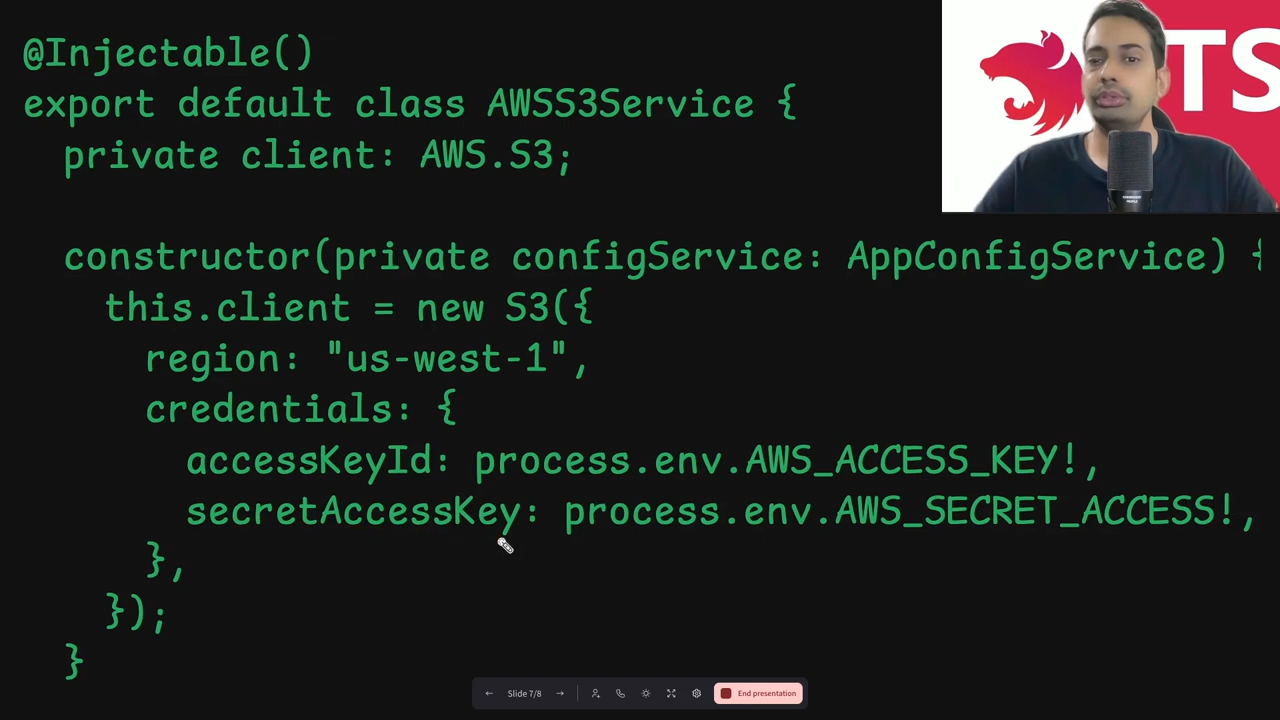 @Injectable()
export default class AWSS3Service {
private client: AWS.S3;
constructor(private configService: AppConfigService) {
this.client = new S3({
region: "us-west-1",
credentials: {
accessKeyId: process.env.AWS_ACCESS_KEY!,
secretAccessKey: process.env.AWS_SECRET_ACCESS!,
},
});
}
TS
Slide 7/8
End presentation